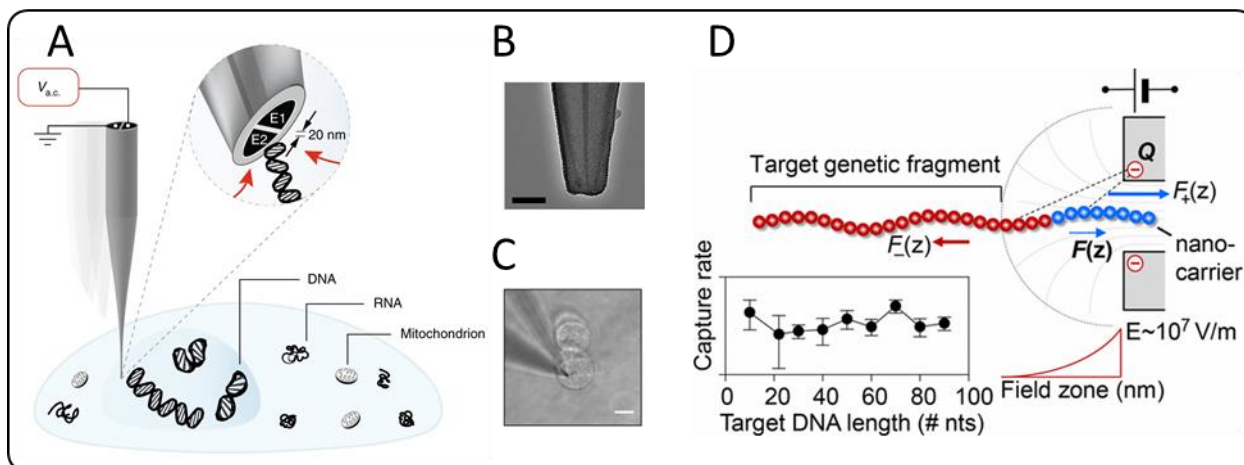 A
V a.c.
E1
E2
20 nm
DNA
RNA
Mitochondrion
B
C
D
Target genetic fragment
Q
F₊(z)
F₋(z)
F(z)
nano-
carrier
Capture rate
0 20 40 60 80 100
Target DNA length (# nts)
E~10⁷ V/m
Field zone (nm)